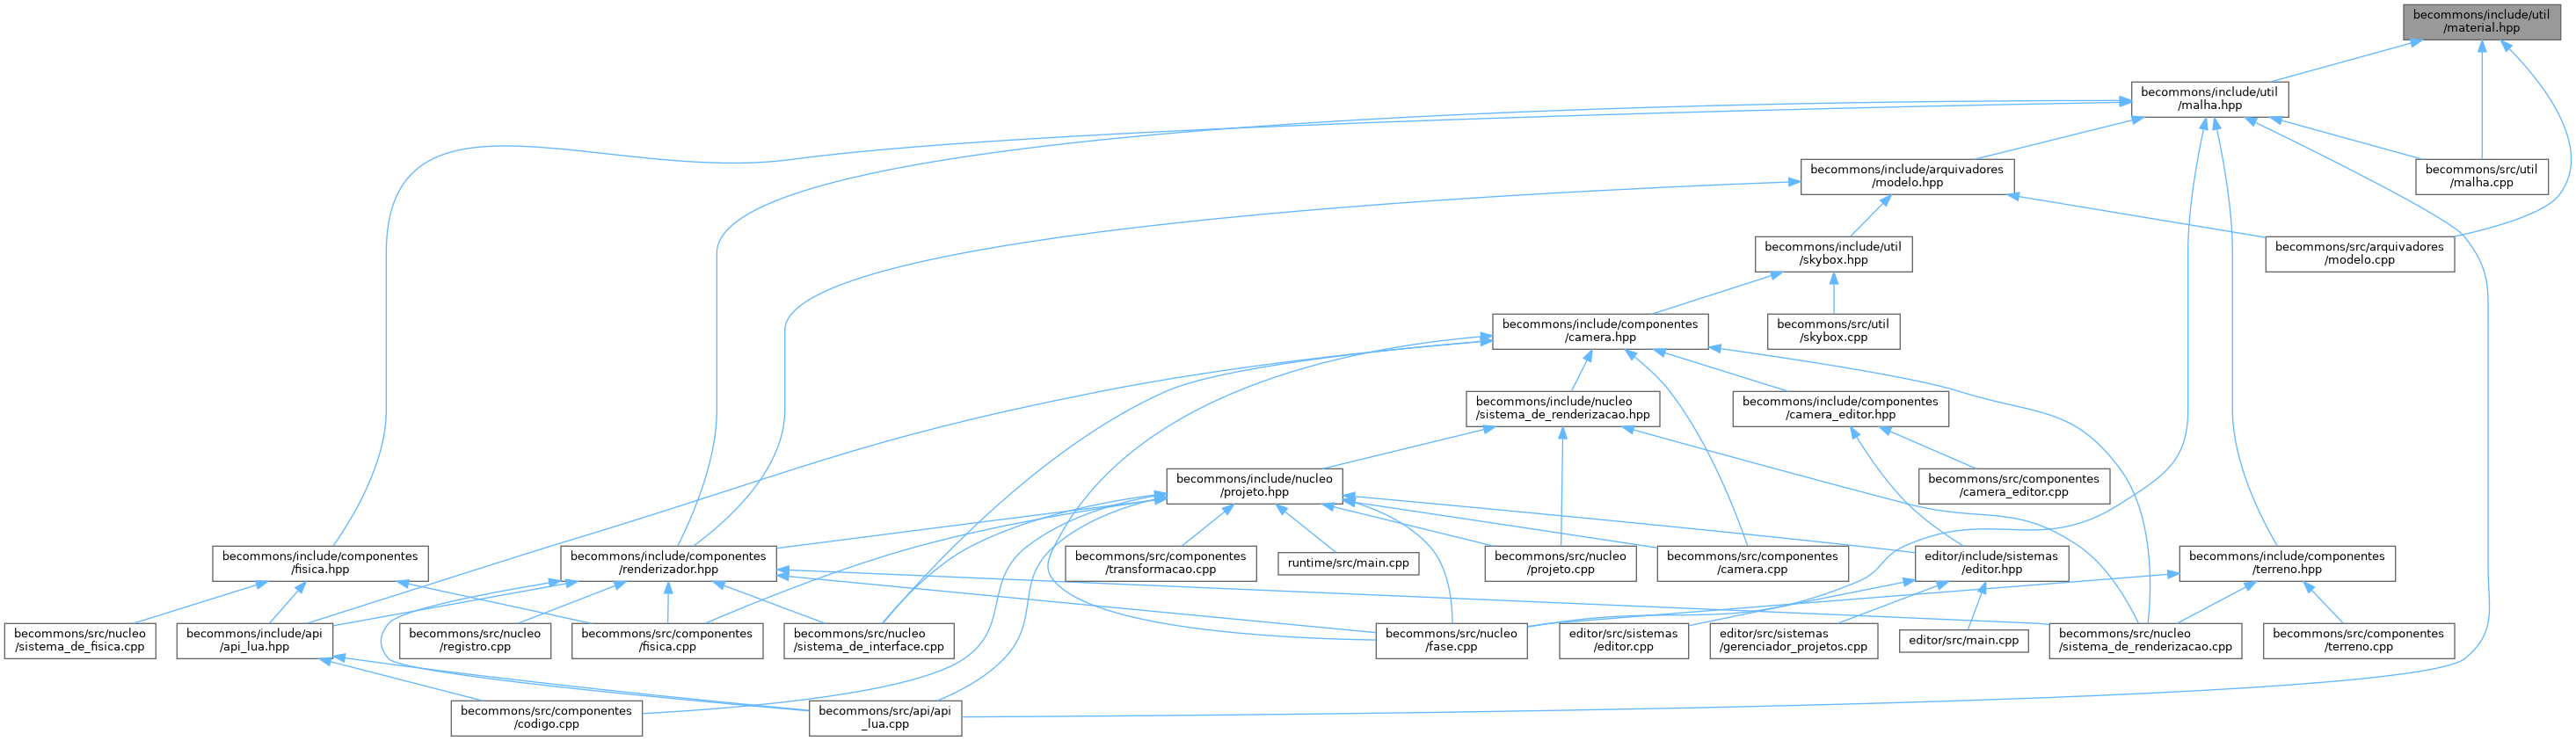 becommons/include/util
/material.hpp
becommons/include/util
/malha.hpp
becommons/include/arquivadores
/modelo.hpp
becommons/src/util
/malha.cpp
becommons/include/util
/skybox.hpp
becommons/src/arquivadores
/modelo.cpp
becommons/include/componentes
/camera.hpp
becommons/src/util
/skybox.cpp
becommons/include/nucleo
/sistema_de_renderizacao.hpp
becommons/include/componentes
/camera_editor.hpp
becommons/include/nucleo
/projeto.hpp
becommons/src/componentes
/camera_editor.cpp
becommons/include/componentes
/fisica.hpp
becommons/include/componentes
/renderizador.hpp
becommons/src/componentes
/transformacao.cpp
runtime/src/main.cpp
becommons/src/nucleo
/projeto.cpp
becommons/src/componentes
/camera.cpp
editor/include/sistemas
/editor.hpp
becommons/include/componentes
/terreno.hpp
becommons/src/nucleo
/sistema_de_fisica.cpp
becommons/include/api
/api_lua.hpp
becommons/src/nucleo
/registro.cpp
becommons/src/componentes
/fisica.cpp
becommons/src/nucleo
/sistema_de_interface.cpp
becommons/src/nucleo
/fase.cpp
editor/src/sistemas
/editor.cpp
editor/src/sistemas
/gerenciador_projetos.cpp
editor/src/main.cpp
becommons/src/nucleo
/sistema_de_renderizacao.cpp
becommons/src/componentes
/terreno.cpp
becommons/src/componentes
/codigo.cpp
becommons/src/api/api
_lua.cpp